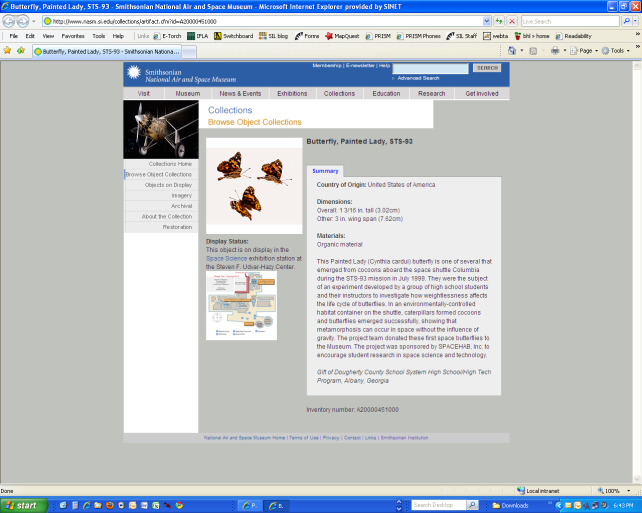 Butterfly, Painted Lady, STS-93 - Smithsonian National Air and Space Museum - Microsoft Internet Explorer provided by SINET
http://www.nasm.si.edu/collections/artifact.cfm?id=A20000451000
Live Search
File Edit View Favorites Tools Help Links E-Torch IFLA Switchboard SIL blog Forms MapQuest PRISM PRISM Phones SIL Staff webta bhl » home Readability
Butterfly, Painted Lady, STS-93 - Smithsonian Nationa...
Page Tools
Membership | E-newsletter | Help
SEARCH
Smithsonian
National Air and Space Museum
Advanced Search
Visit Museum News & Events Exhibitions Collections Education Research Get Involved
Collections
Browse Object Collections
Collections Home
Browse Object Collections
Objects on Display
Imagery
Archival
About the Collection
Restoration
Display Status:
This object is on display in the
Space Science exhibition station at
the Steven F. Udvar-Hazy Center.
Butterfly, Painted Lady, STS-93
Summary
Country of Origin: United States of America
Dimensions:
Overall: 1 3/16 in. tall (3.02cm)
Other: 3 in. wing span (7.62cm)
Materials:
Organic material
This Painted Lady (Cynthia cardui) butterfly is one of several that
emerged from cocoons aboard the space shuttle Columbia
during the STS-93 mission in July 1999. They were the subject
of an experiment developed by a group of high school students
and their instructors to investigate how weightlessness affects
the life cycle of butterflies. In an environmentally-controlled
habitat container on the shuttle, caterpillars formed cocoons
and butterflies emerged successfully, showing that
metamorphosis can occur in space without the influence of
gravity. The project team donated these first space butterflies to
the Museum. The project was sponsored by SPACEHAB, Inc. to
encourage student research in space science and technology.
Gift of Dougherty County School System High School/High Tech
Program, Albany, Georgia
Inventory number: A20000451000
National Air and Space Museum Home | Terms of Use | Privacy | Contact | Links | Smithsonian Institution
Done
Local intranet
100%
start
Search Desktop
Downloads
6:43 PM